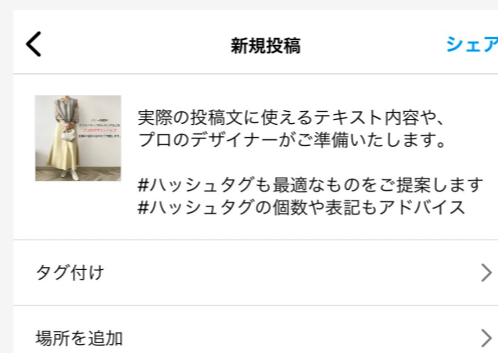 新規投稿
シェア
実際の投稿文に使えるテキスト内容や、
プロのデザイナーがご準備いたします。
#ハッシュタグも最適なものをご提案します
#ハッシュタグの個数や表記もアドバイス
タグ付け
場所を追加